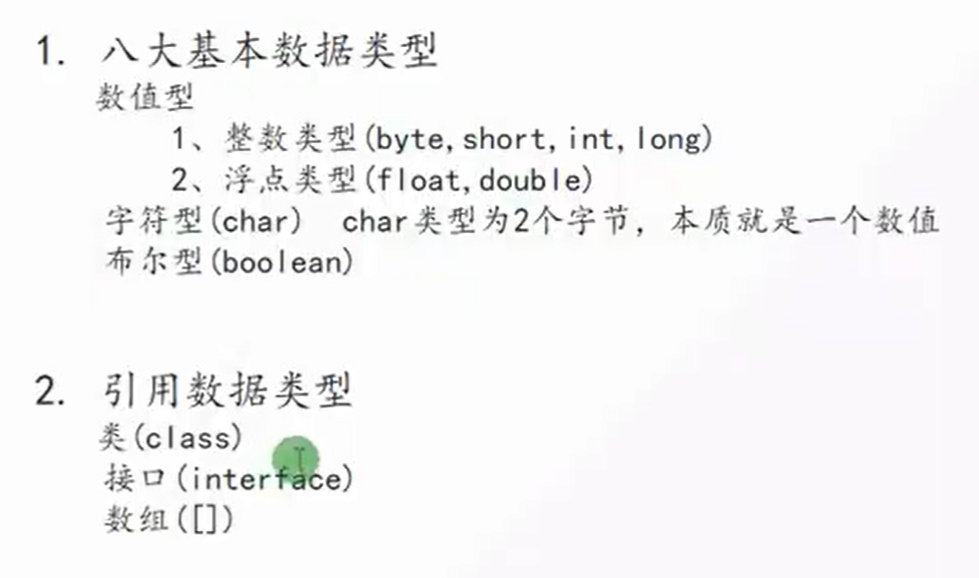 1. 八大基本数据类型
数值型
1、整数类型(byte,short,int,long)
2、浮点类型(float,double)
字符型(char) char类型为2个字节，本质就是一个数值
布尔型(boolean)
2. 引用数据类型
类(class)
接口(interface)
数组([])